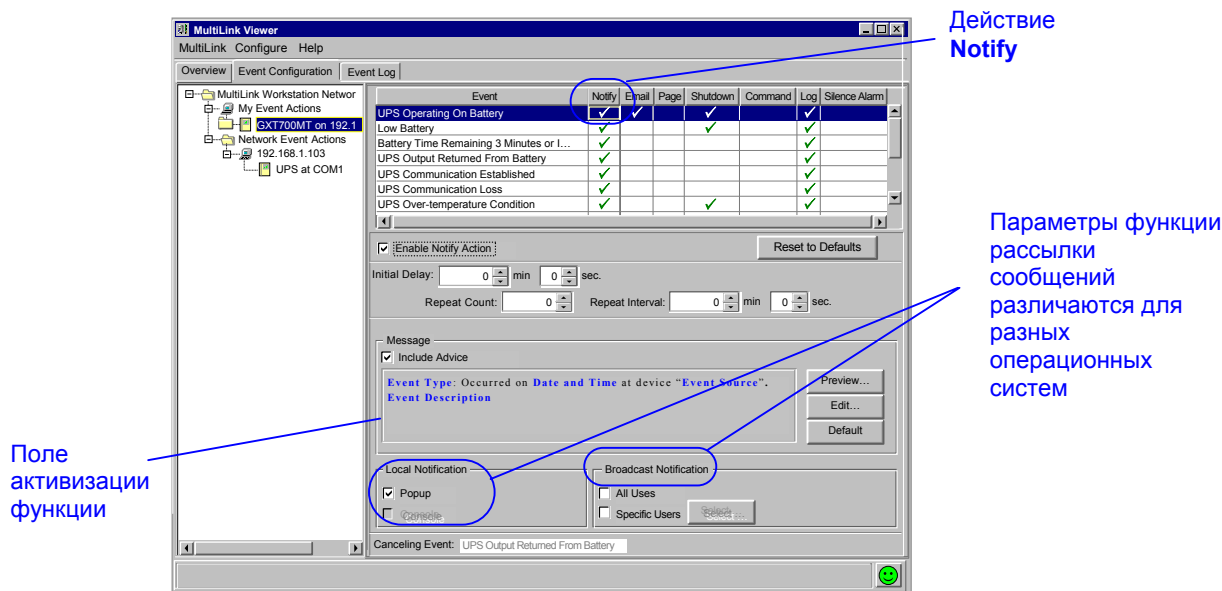 Действие
Notify
MultiLink Viewer
MultiLink Configure Help
Overview Event Configuration Event Log
MultiLink Workstation Networ
My Event Actions
GXT700MT on 192.1
Network Event Actions
192.168.1.103
UPS at COM1
Event Notify Email Page Shutdown Command Log Silence Alarm
UPS Operating On Battery
Low Battery
Battery Time Remaining 3 Minutes or I...
UPS Output Returned From Battery
UPS Communication Established
UPS Communication Loss
UPS Over-temperature Condition
Enable Notify Action
Reset to Defaults
Initial Delay: 0 min 0 sec.
Repeat Count: 0 Repeat Interval: 0 min 0 sec.
Message
Include Advice
Event Type: Occurred on Date and Time at device “Event Source”.
Event Description
Preview...
Edit...
Default
Local Notification
Popup
Console
Broadcast Notification
All Uses
Specific Users Select...
Canceling Event: UPS Output Returned From Battery
Параметры функции
рассылки
сообщений
различаются для
разных
операционных
систем
Поле
активизации
функции